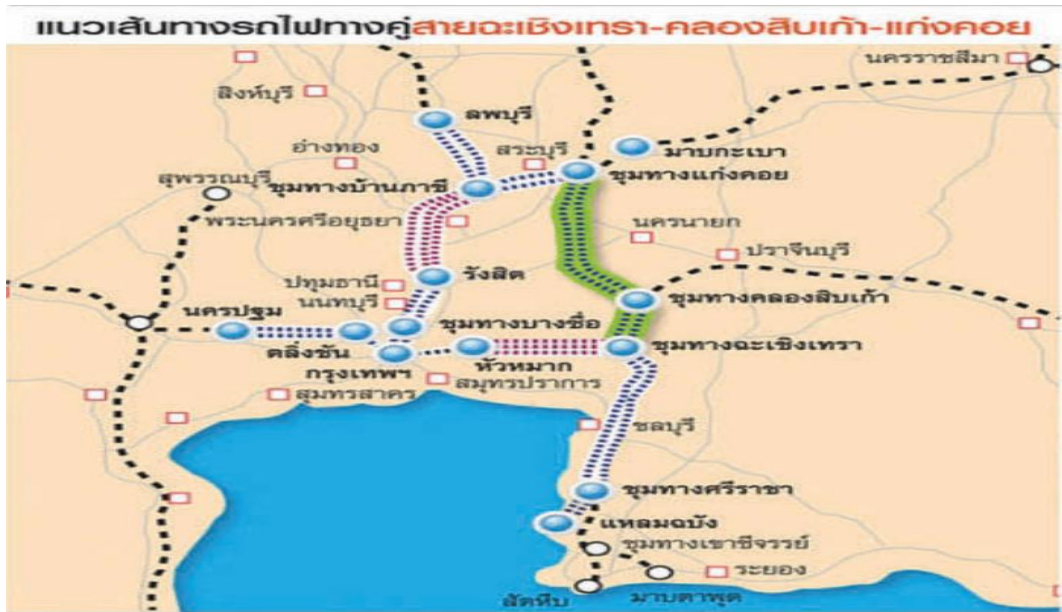 แนวเส้นทางรถไฟทางคู่สายฉะเชิงเทรา-คลองสิบเก้า-แก่งคอย
นครราชสีมา
สิงห์บุรี
ลพบุรี
อ่างทอง
สระบุรี
มาบกะเบา
สุพรรณบุรี
ชุมทางบ้านภาชี
ชุมทางแก่งคอย
พระนครศรีอยุธยา
นครนายก
ปราจีนบุรี
ปทุมธานี
รังสิต
นนทบุรี
ชุมทางคลองสิบเก้า
นครปฐม
ชุมทางบางซื่อ
ตลิ่งชัน
หัวหมาก
ชุมทางฉะเชิงเทรา
กรุงเทพฯ
สมุทรปราการ
สุมทรสาคร
ชลบุรี
ชุมทางศรีราชา
แหลมฉบัง
ชุมทางเขาชีจรรย์
ระยอง
สัตหีบ
มาบตาพุด